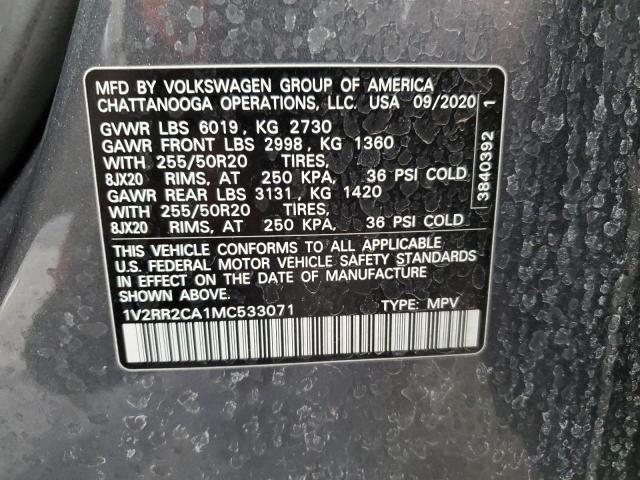 MFD BY VOLKSWAGEN GROUP OF AMERICA
CHATTANOOGA OPERATIONS, LLC. USA 09/2020
GVWR LBS 6019, KG 2730
GAWR FRONT LBS 2998, KG 1360
WITH 255/50R20 TIRES,
8JX20 RIMS, AT 250 KPA, 36 PSI COLD
GAWR REAR LBS 3131, KG 1420
WITH 255/50R20 TIRES,
8JX20 RIMS, AT 250 KPA, 36 PSI COLD
THIS VEHICLE CONFORMS TO ALL APPLICABLE
U.S. FEDERAL MOTOR VEHICLE SAFETY STANDARDS
IN EFFECT ON THE DATE OF MANUFACTURE
SHOWN ABOVE.
1V2RR2CA1MC533071 TYPE: MPV
3840392 1